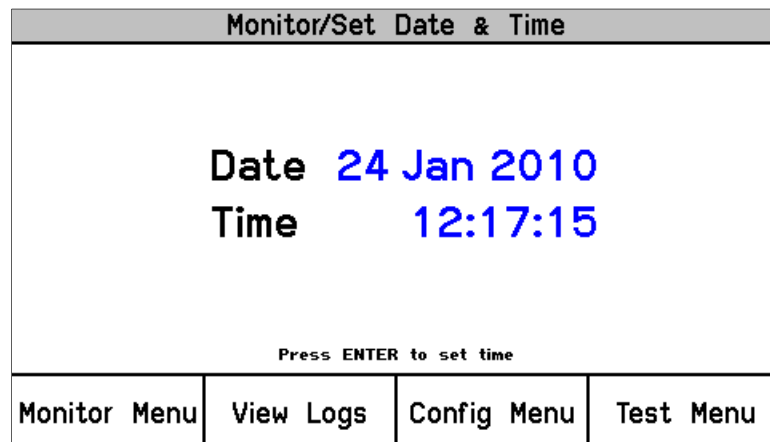 Monitor/Set Date & Time
Date 24 Jan 2010
Time 12:17:15
Press ENTER to set time
Monitor Menu View Logs Config Menu Test Menu